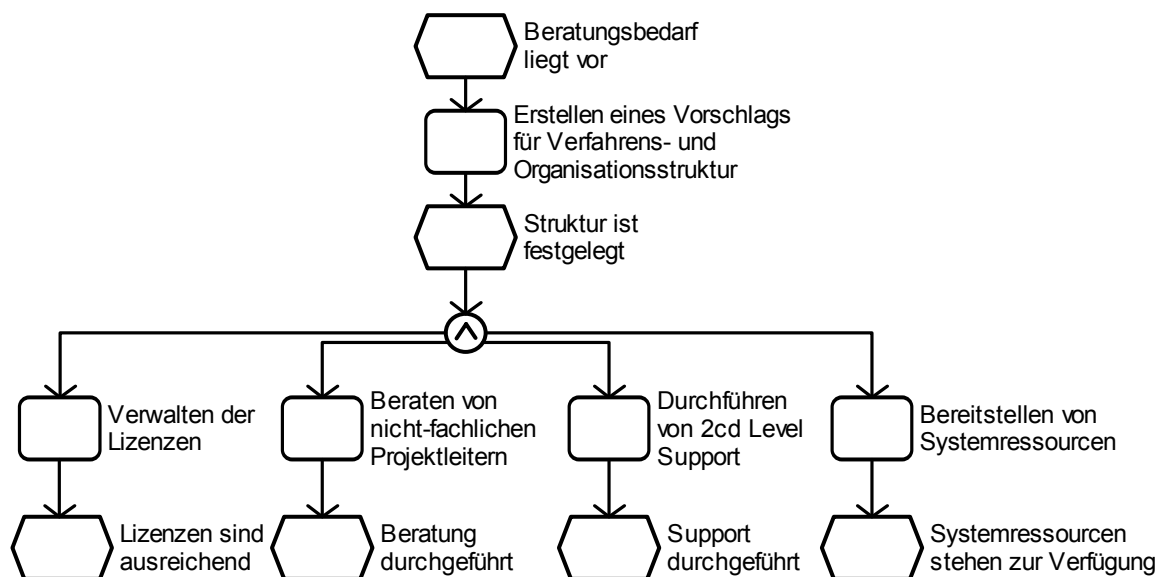 Beratungsbedarf
liegt vor
Erstellen eines Vorschlags
für Verfahrens- und
Organisationsstruktur
Struktur ist
festgelegt
Verwalten der
Lizenzen
Beraten von
nicht-fachlichen
Projektleitern
Durchführen
von 2cd Level
Support
Bereitstellen von
Systemressourcen
Lizenzen sind
ausreichend
Beratung
durchgeführt
Support
durchgeführt
Systemressourcen
stehen zur Verfügung